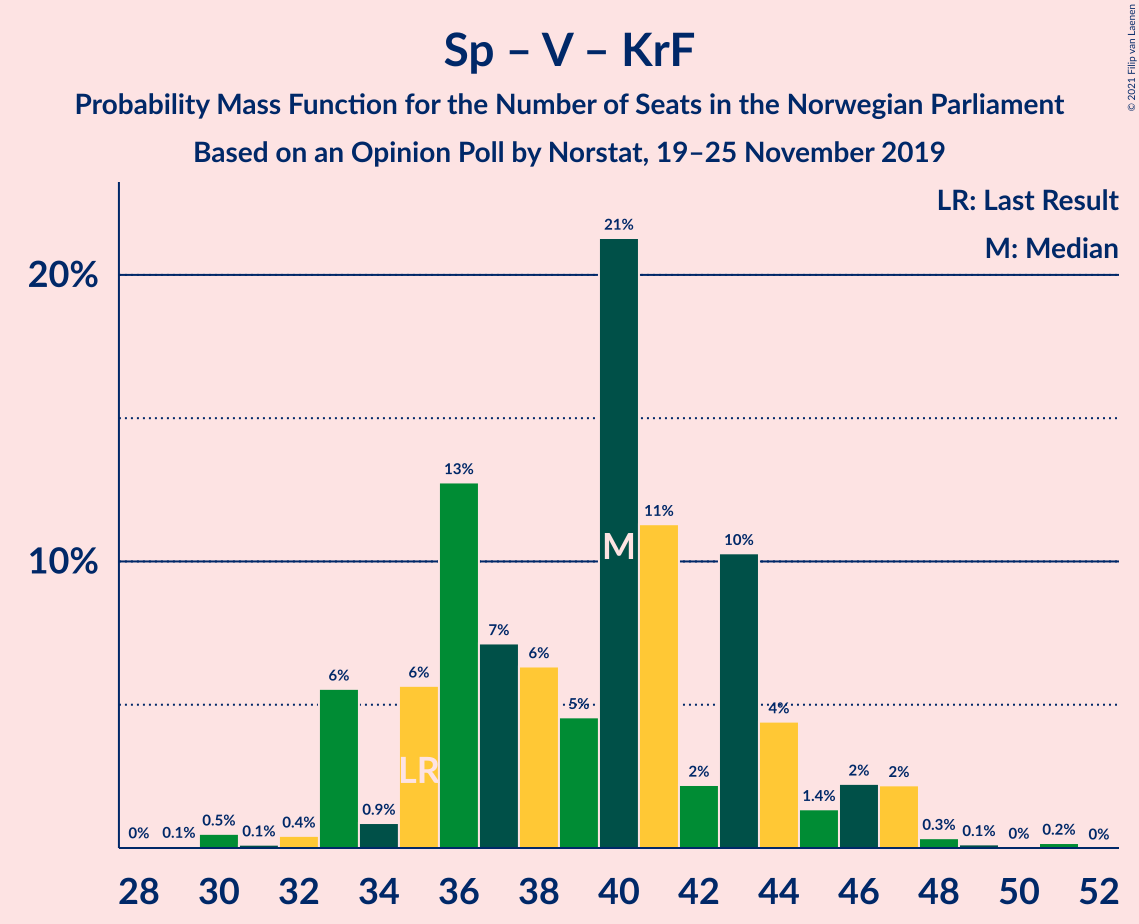 Sp – V – KrF
Probability Mass Function for the Number of Seats in the Norwegian Parliament
Based on an Opinion Poll by Norstat, 19–25 November 2019
© 2021 Filip van Laenen
LR: Last Result
M: Median
20%
10%
0% 0.1% 0.5% 0.1% 0.4% 6% 0.9% 6% 13% 7% 6% 5% 21% 11% 2% 10% 4% 1.4% 2% 2% 0.3% 0.1% 0% 0.2% 0%
LR
M
28 30 32 34 36 38 40 42 44 46 48 50 52